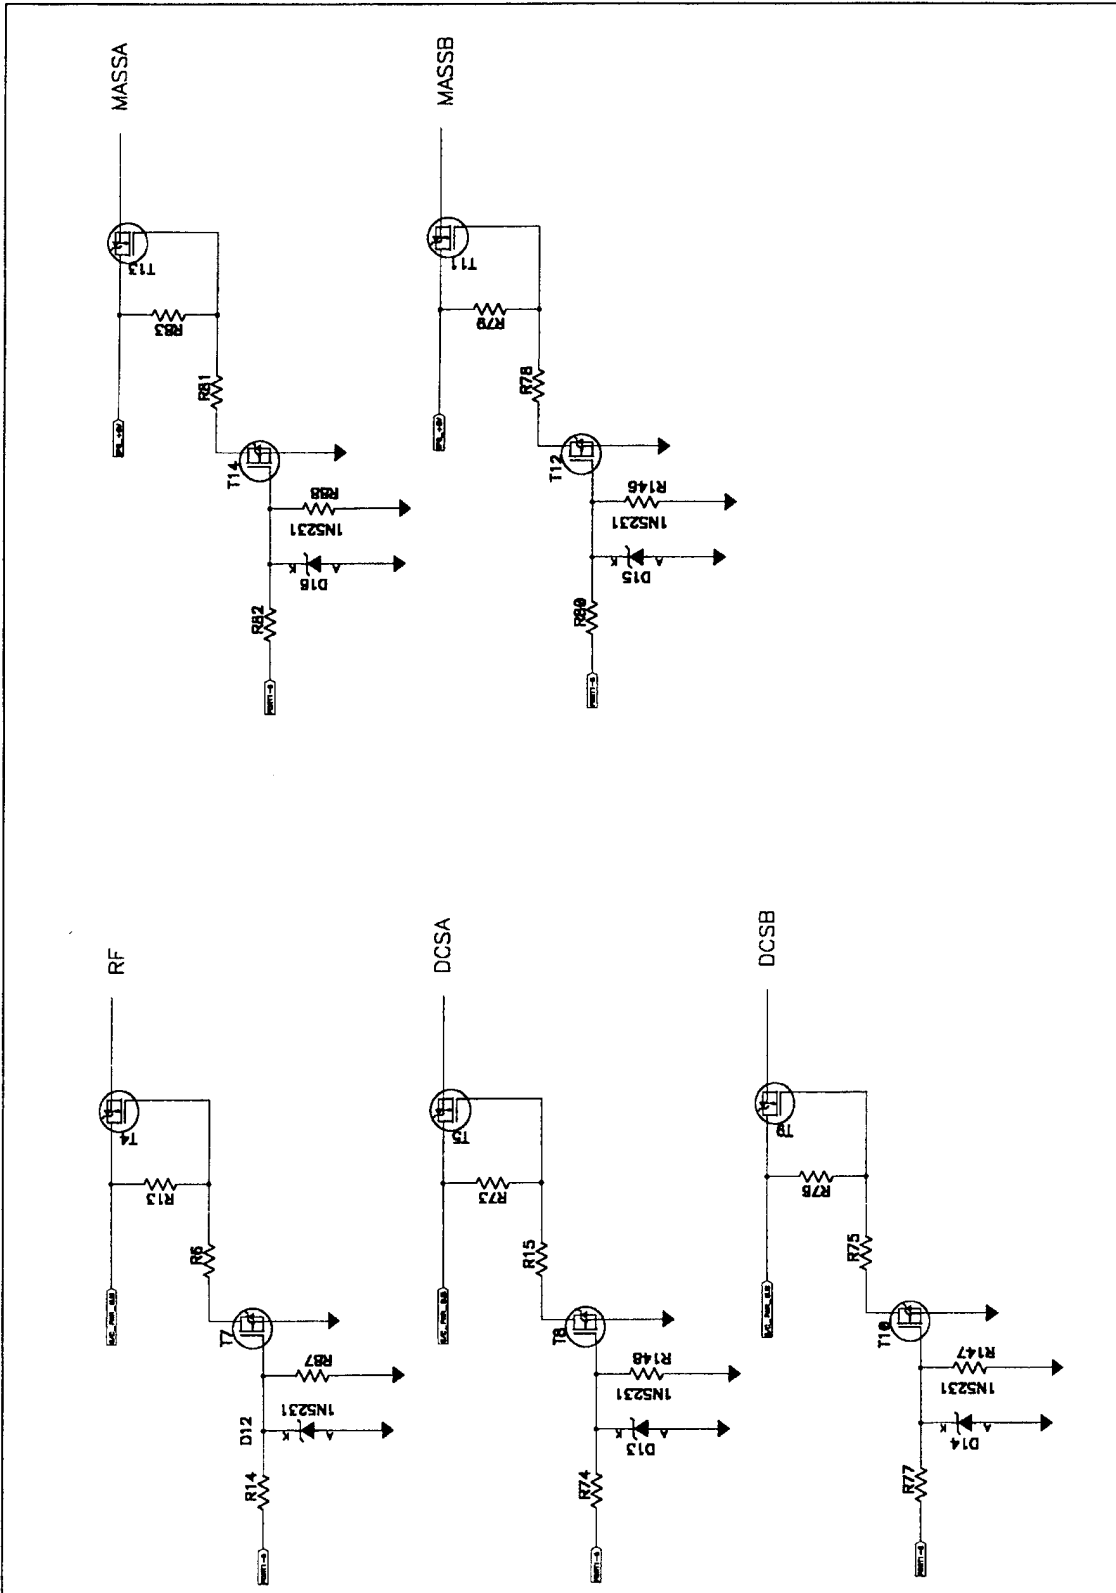 MASSA
T13
R83
R81
T14
R88
1N5231
K
A
D16
R82
MASSB
T11
R79
R78
T12
R146
1N5231
K
A
D15
R80
RF
T4
R13
R6
T7
R87
1N5231
D12
K
A
R14
DCSA
T5
R73
R15
T8
R148
1N5231
K
A
D13
R74
DCSB
T9
R76
R75
T10
R147
1N5231
K
A
D14
R77